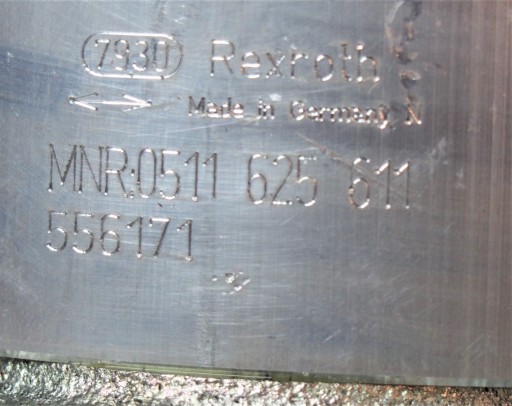 7930 Rexroth
Made in Germany N
MNR:0511 625 611
556171